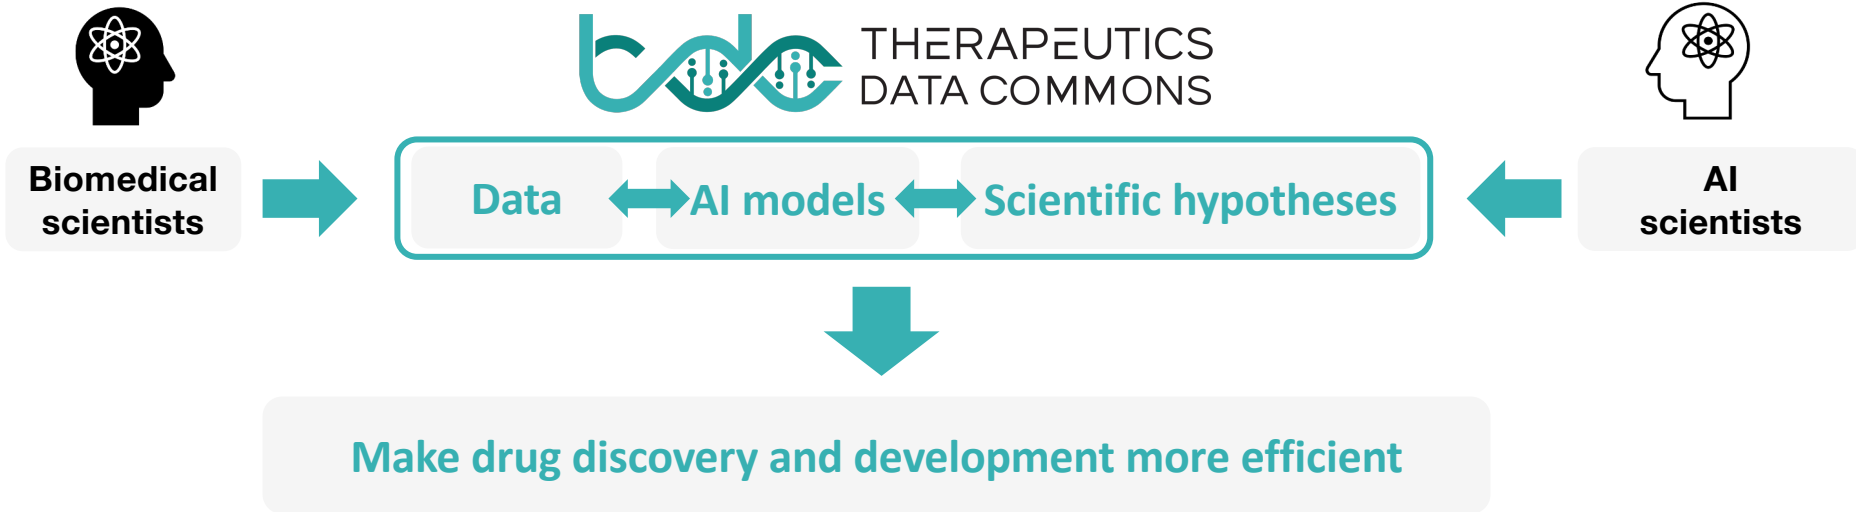 tdc
THERAPEUTICS
DATA COMMONS
Biomedical
scientists
Data
AI models
Scientific hypotheses
AI
scientists
Make drug discovery and development more efficient